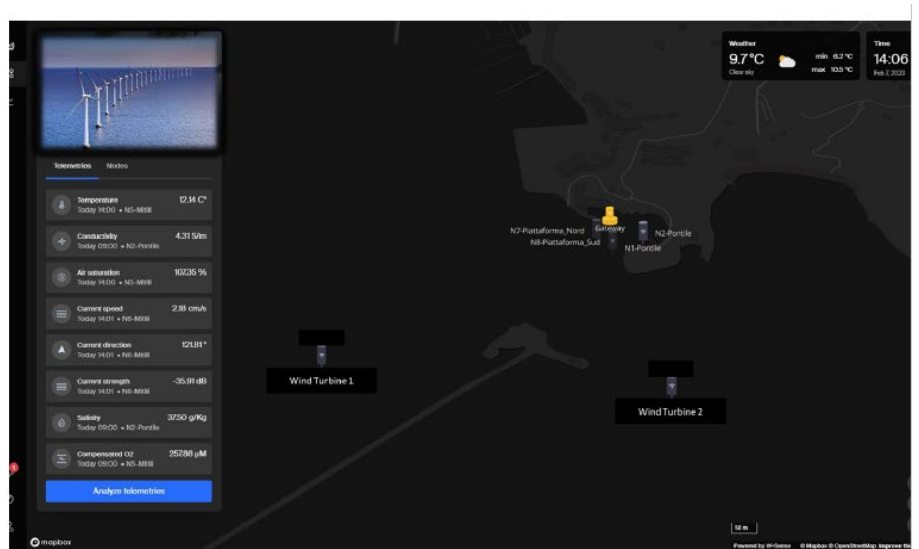 Telemetries Nodes
Temperature 12.14 C°
Today 14:00 • N5-Mitili
Conductivity 4.31 S/m
Today 09:00 • N2-Pontile
Air saturation 107.35 %
Today 14:00 • N5-Mitili
Current speed 2.18 cm/s
Today 14:01 • N6-Mitili
Current direction 121.81 °
Today 14:01 • N6-Mitili
Current strength -35.91 dB
Today 14:01 • N6-Mitili
Salinity 37.50 g/Kg
Today 09:00 • N2-Pontile
Compensated O2 257.88 µM
Today 09:00 • N5-Mitili
Analyze telemetries
mapbox
Weather
9.7°C
Clear sky
min 6.2 °C
max 10.5 °C
Time
14:06
Feb 7, 2023
N7-Piattaforma_Nord
Gateway
N2-Pontile
N8-Piattaforma_Sud
N1-Pontile
Wind Turbine 1
Wind Turbine 2
50 m
Powered by W-Sense © Mapbox © OpenStreetMap Improve